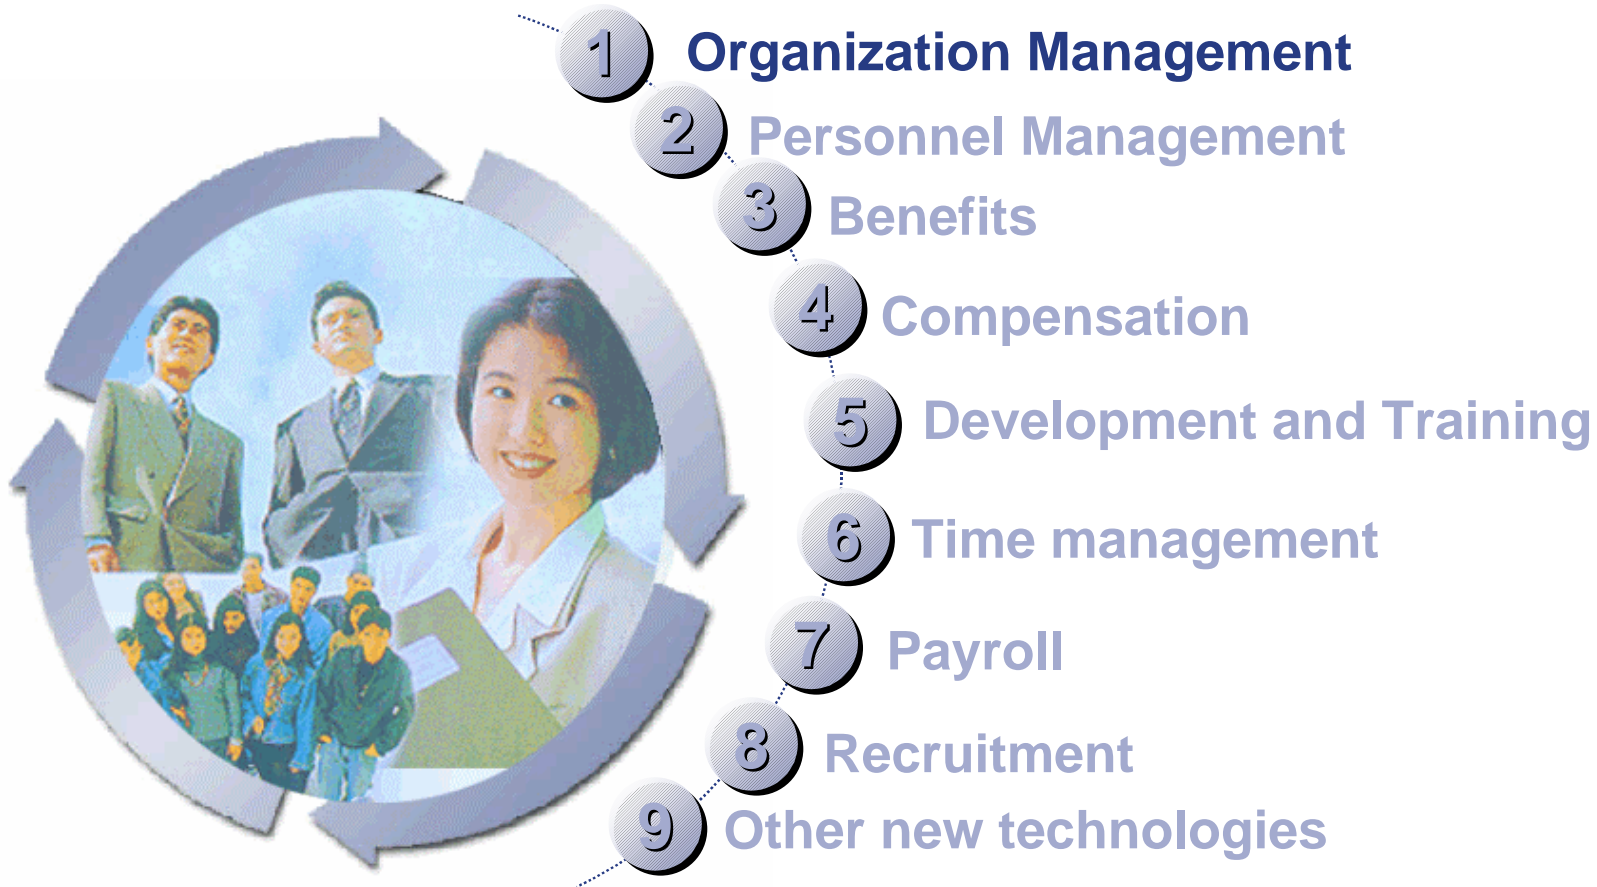 1 Organization Management
2 Personnel Management
3 Benefits
4 Compensation
5 Development and Training
6 Time management
7 Payroll
8 Recruitment
9 Other new technologies